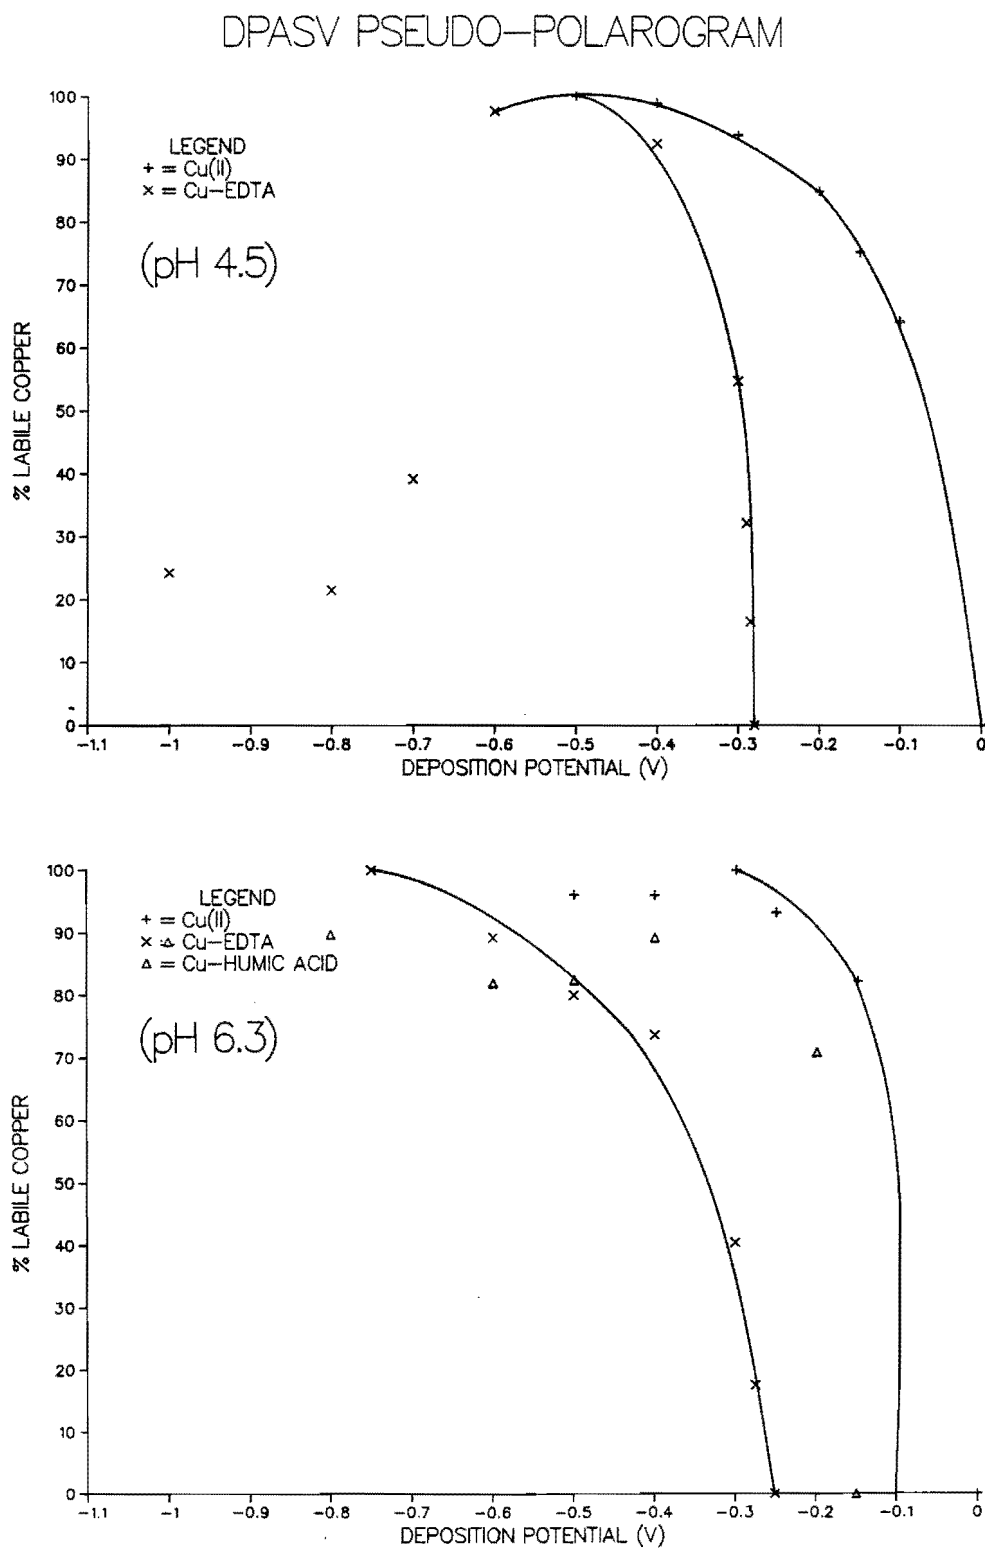 DPASV PSEUDO-POLAROGRAM
100
90
80
70
60
50
40
30
20
10
0
% LABILE COPPER
LEGEND
+ = Cu(II)
× = Cu-EDTA
(pH 4.5)
-1.1 -1 -0.9 -0.8 -0.7 -0.6 -0.5 -0.4 -0.3 -0.2 -0.1 0
DEPOSITION POTENTIAL (V)
100
90
80
70
60
50
40
30
20
10
0
% LABILE COPPER
LEGEND
+ = Cu(II)
× = Δ Cu-EDTA
Δ = Cu-HUMIC ACID
(pH 6.3)
-1.1 -1 -0.9 -0.8 -0.7 -0.6 -0.5 -0.4 -0.3 -0.2 -0.1 0
DEPOSITION POTENTIAL (V)